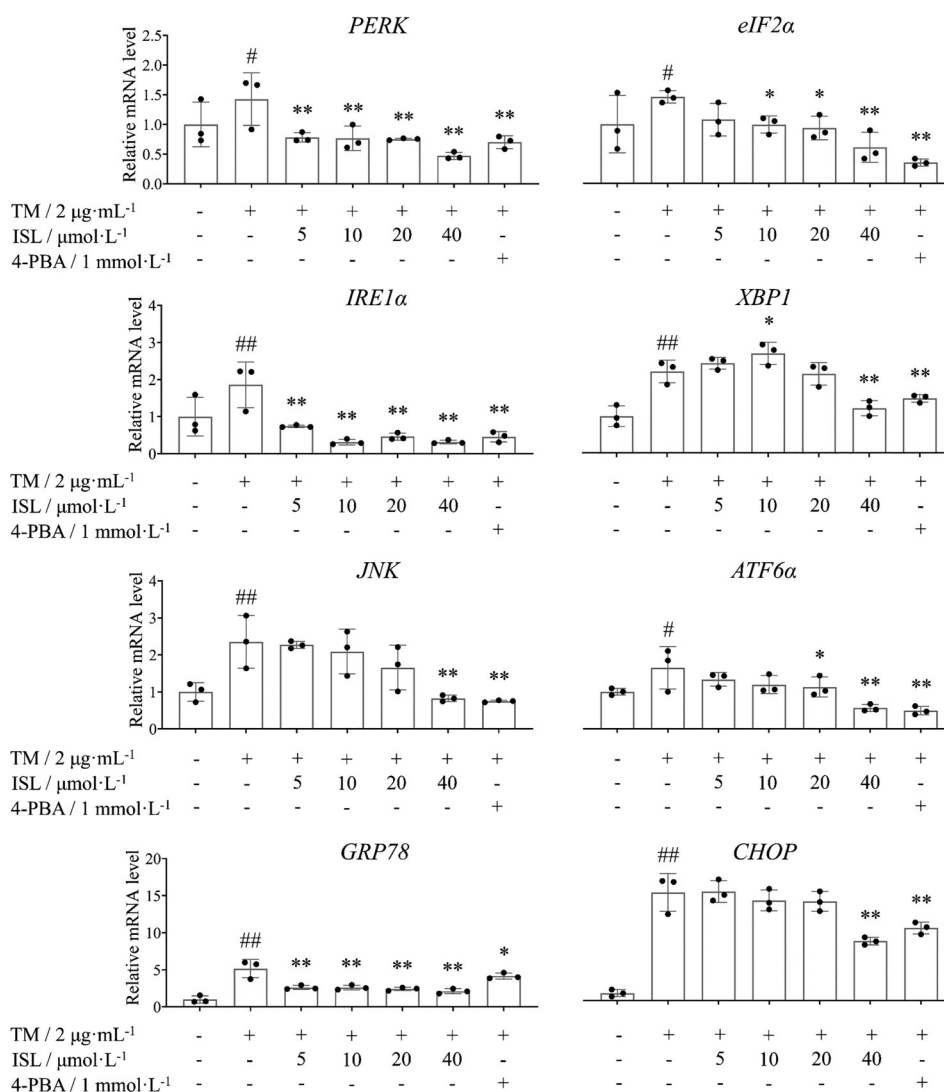 PERK
eIF2α
Relative mRNA level
2.5
2.0
1.5
1.0
0.5
0.0
#
**
**
**
**
**
#
*
*
**
**
TM / 2 μg·mL⁻¹ - + + + + + + - + + + + + +
ISL / μmol·L⁻¹ - - 5 10 20 40 - - - 5 10 20 40 -
4-PBA / 1 mmol·L⁻¹ - - - - - - + - - - - - - +
IRE1α
XBP1
Relative mRNA level
4
3
2
1
0
##
**
**
**
**
**
##
*
**
**
TM / 2 μg·mL⁻¹ - + + + + + + - + + + + + +
ISL / μmol·L⁻¹ - - 5 10 20 40 - - - 5 10 20 40 -
4-PBA / 1 mmol·L⁻¹ - - - - - - + - - - - - - +
JNK
ATF6α
Relative mRNA level
4
3
2
1
0
##
**
**
#
*
**
**
TM / 2 μg·mL⁻¹ - + + + + + + - + + + + + +
ISL / μmol·L⁻¹ - - 5 10 20 40 - - - 5 10 20 40 -
4-PBA / 1 mmol·L⁻¹ - - - - - - + - - - - - - +
GRP78
CHOP
Relative mRNA level
20
15
10
5
0
##
**
**
**
**
*
##
**
**
TM / 2 μg·mL⁻¹ - + + + + + + - + + + + + +
ISL / μmol·L⁻¹ - - 5 10 20 40 - - - 5 10 20 40 -
4-PBA / 1 mmol·L⁻¹ - - - - - - + - - - - - - +